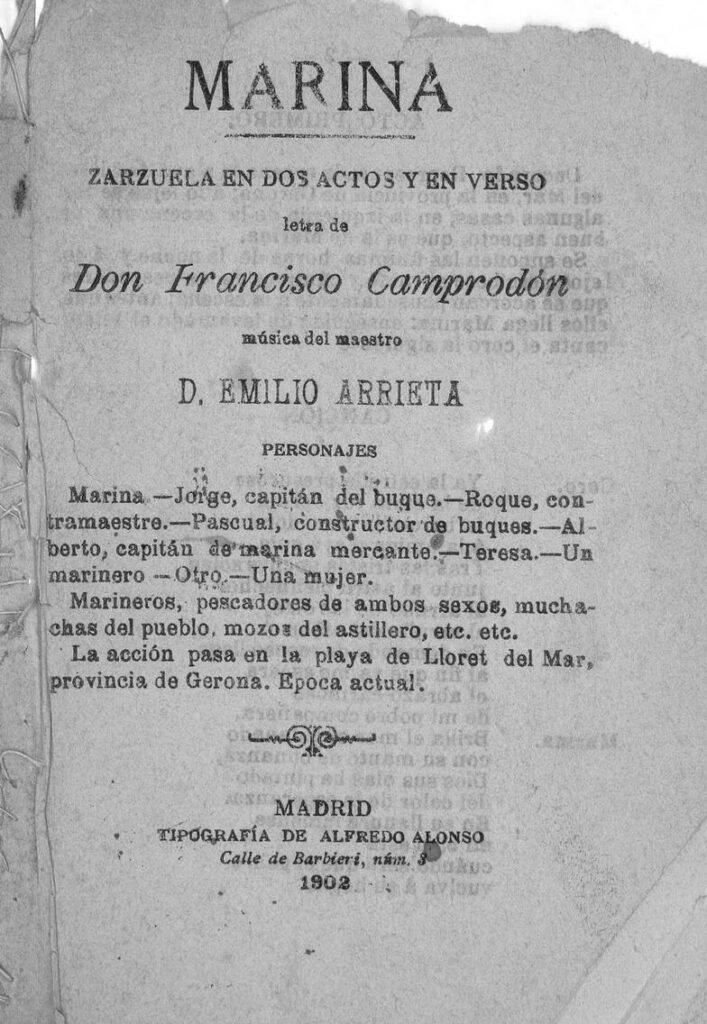 MARINA
ZARZUELA EN DOS ACTOS Y EN VERSO
letra de
Don Francisco Camprodón
música del maestro
D. EMILIO ARRIETA
PERSONAJES
Marina.—Jorge, capitán del buque.—Roque, con-
tramaestre.—Pascual, constructor de buques.—Al-
berto, capitán de marina mercante.—Teresa.—Un
marinero.—Otro.—Una mujer.
Marineros, pescadores de ambos sexos, mucha-
chas del pueblo, mozos del astillero, etc. etc.
La acción pasa en la playa de Lloret del Mar,
provincia de Gerona. Epoca actual.
MADRID
TIPOGRAFÍA DE ALFREDO ALONSO
Calle de Barbieri, núm. 8
1902